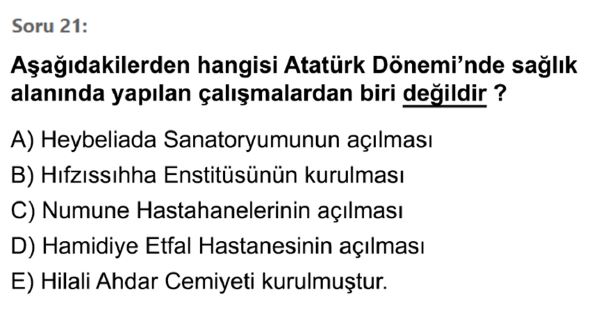 Soru 21:
Aşağıdakilerden hangisi Atatürk Dönemi’nde sağlık
alanında yapılan çalışmalardan biri değildir ?
A) Heybeliada Sanatoryumunun açılması
B) Hıfzıssıhha Enstitüsünün kurulması
C) Numune Hastahanelerinin açılması
D) Hamidiye Etfal Hastanesinin açılması
E) Hilali Ahdar Cemiyeti kurulmuştur.